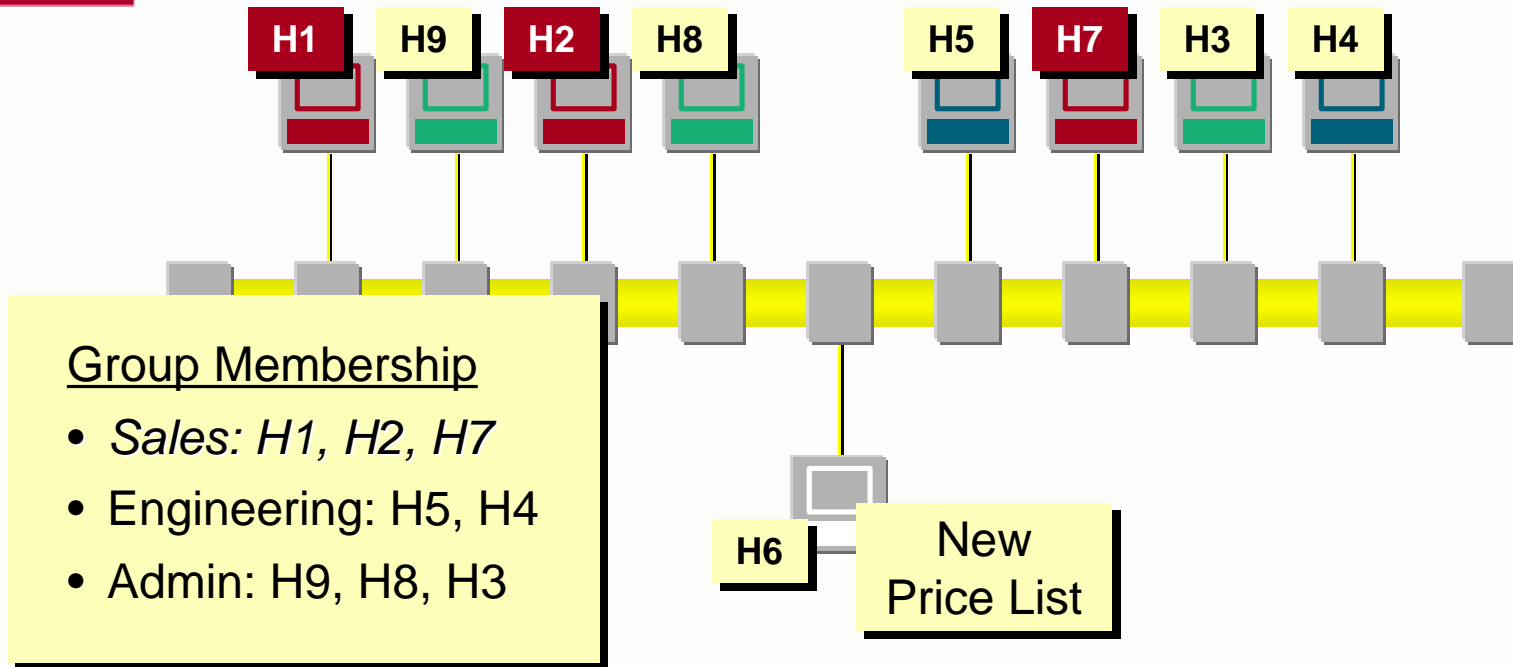 H1 H9 H2 H8 H5 H7 H3 H4
Group Membership
• Sales: H1, H2, H7
• Engineering: H5, H4
• Admin: H9, H8, H3
H6
New
Price List